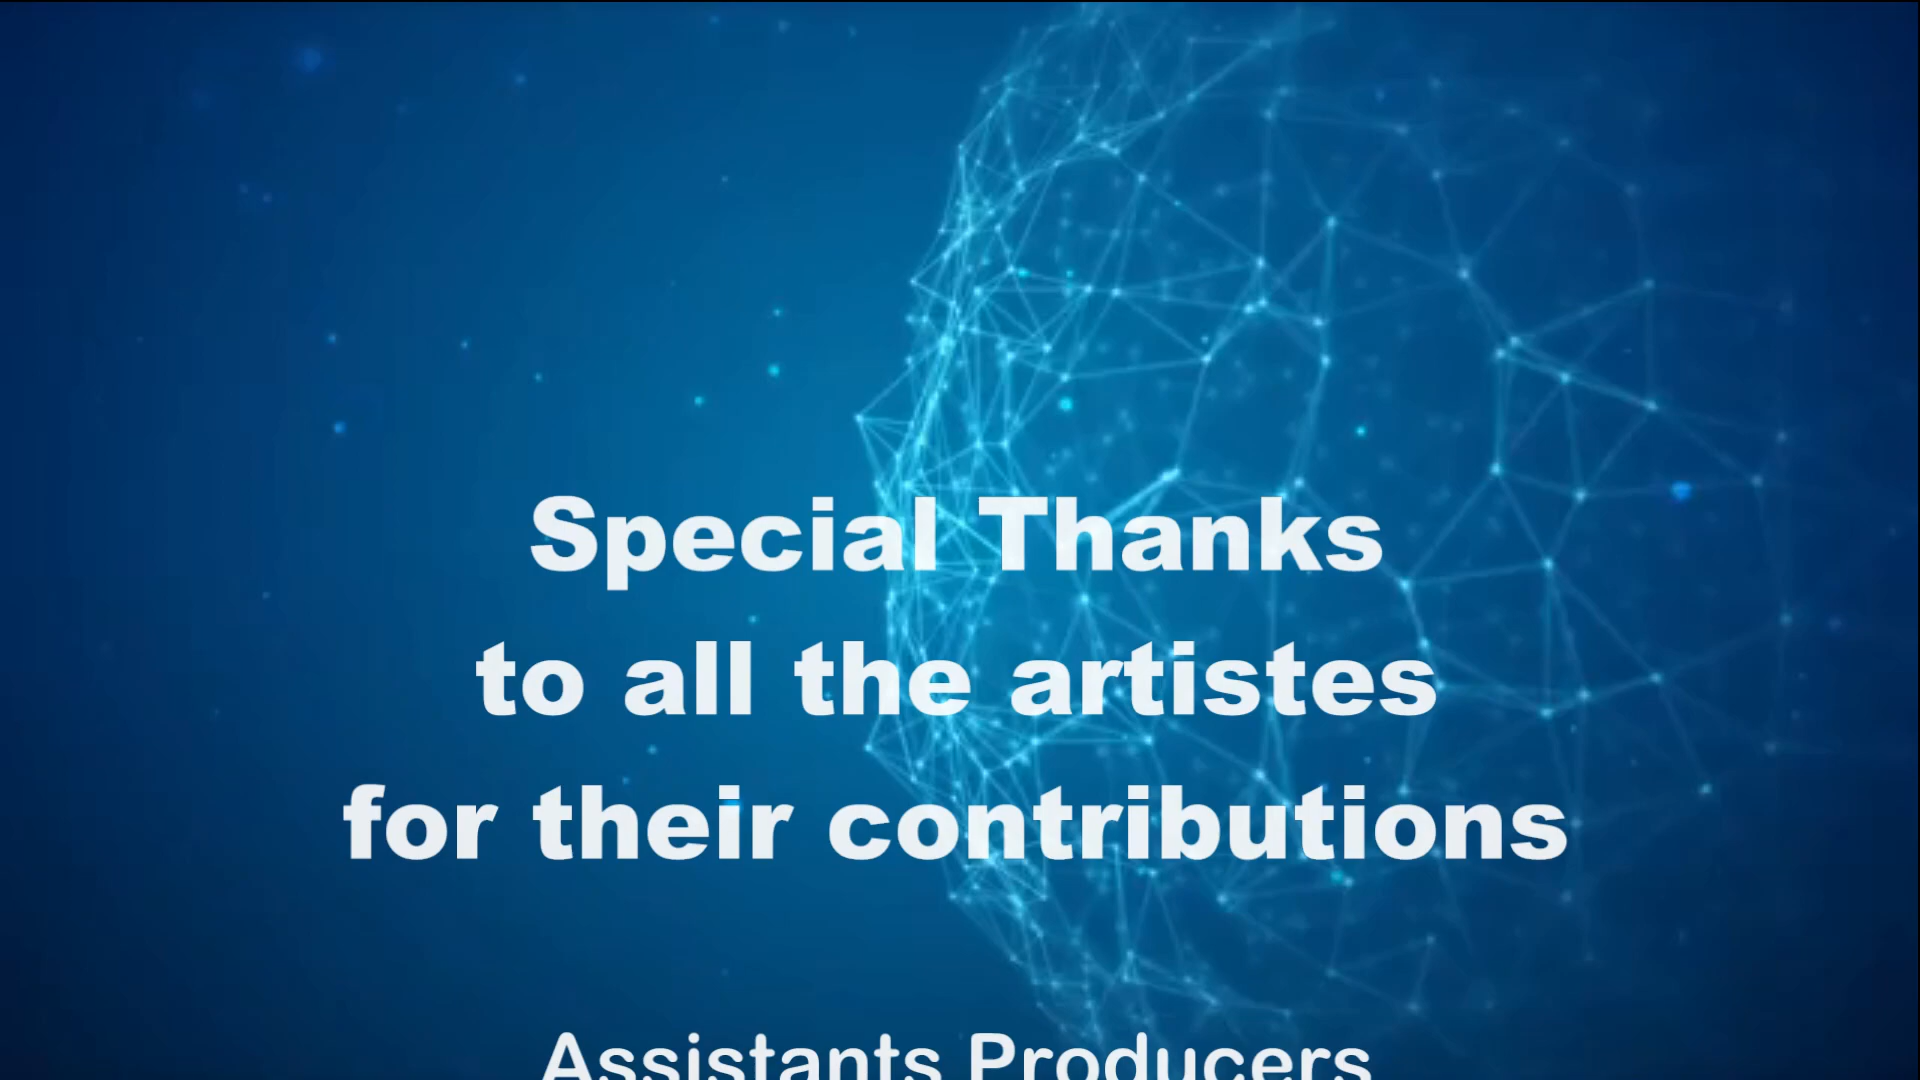 Special Thanks
to all the artistes
for their contributions
Assistants Producers